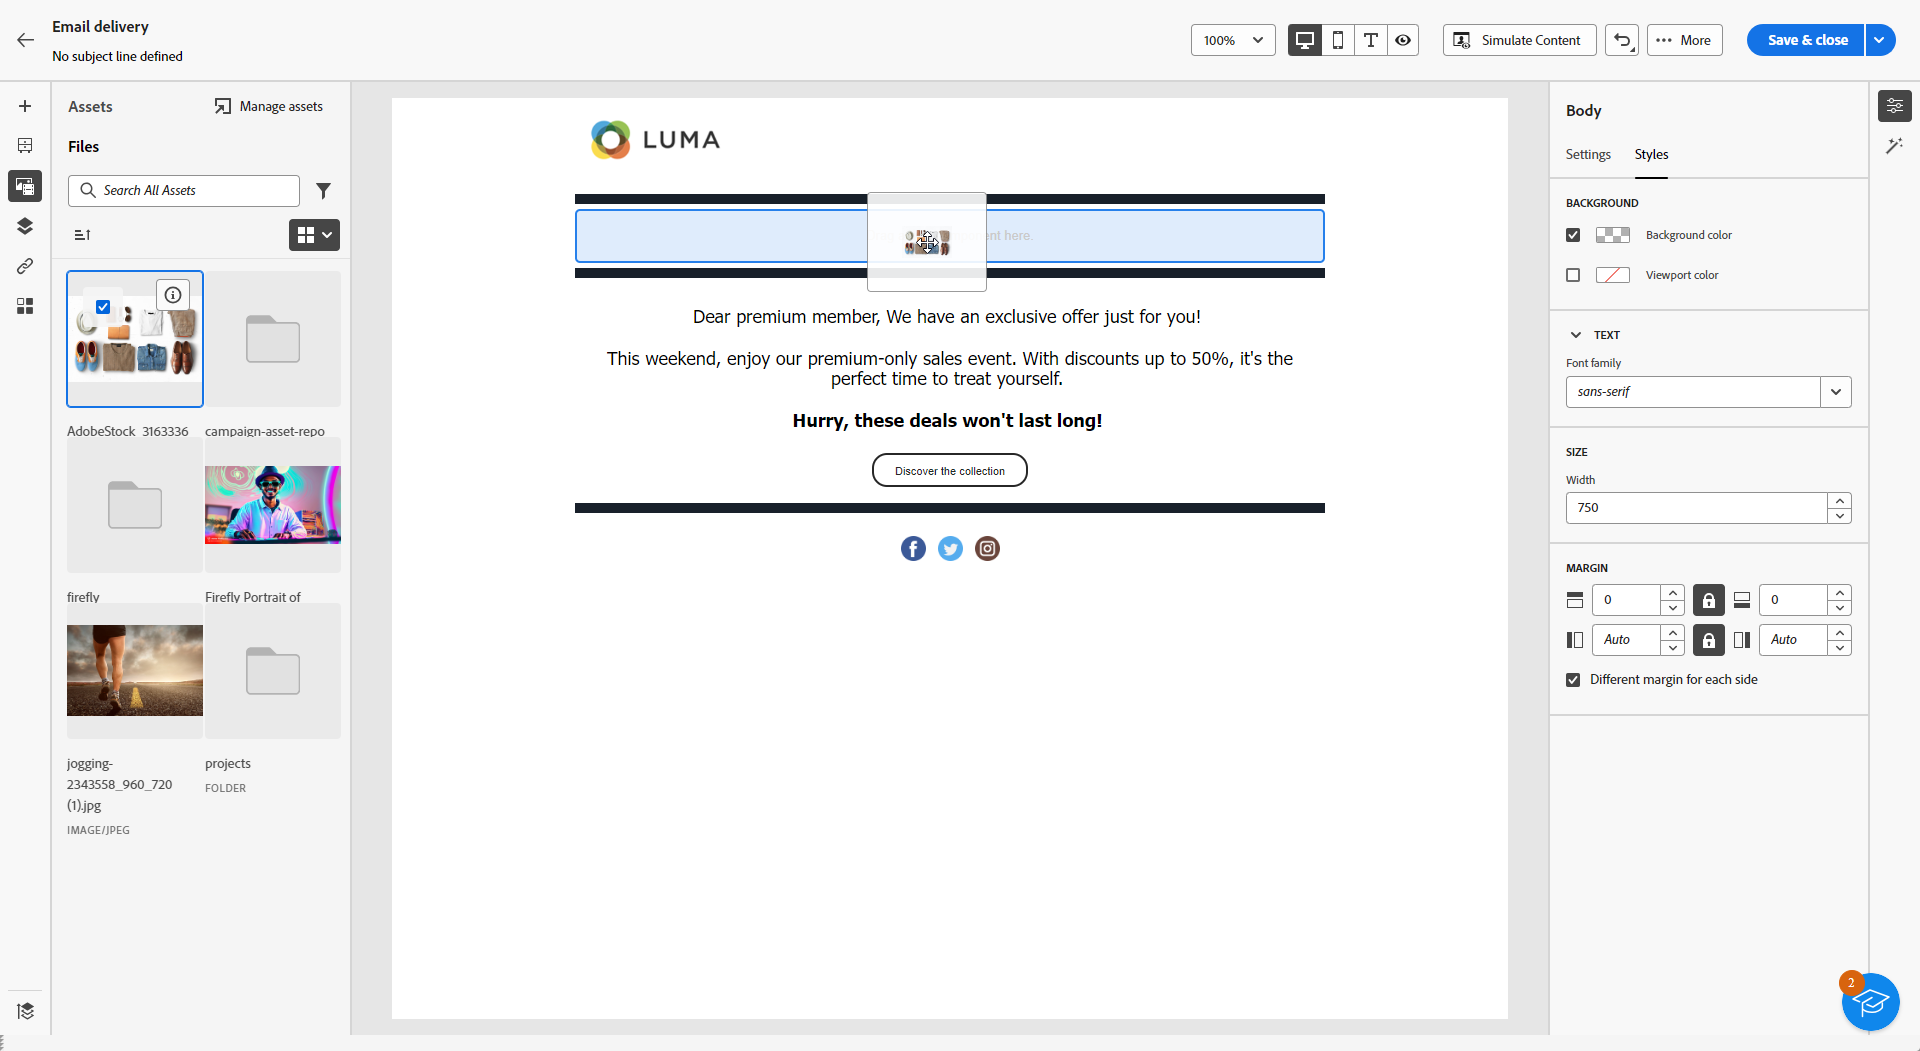 Email delivery
No subject line defined
100%
Simulate Content
More
Save & close
Assets
Manage assets
Files
Search All Assets
AdobeStock_3163336
campaign-asset-repo
firefly
Firefly Portrait of
jogging-
2343558_960_720
(1).jpg
IMAGE/JPEG
projects
FOLDER
LUMA
here.
Dear premium member, We have an exclusive offer just for you!
This weekend, enjoy our premium-only sales event. With discounts up to 50%, it's the
perfect time to treat yourself.
Hurry, these deals won't last long!
Discover the collection
Body
Settings
Styles
BACKGROUND
Background color
Viewport color
TEXT
Font family
sans-serif
SIZE
Width
750
MARGIN
0
0
Auto
Auto
Different margin for each side
2